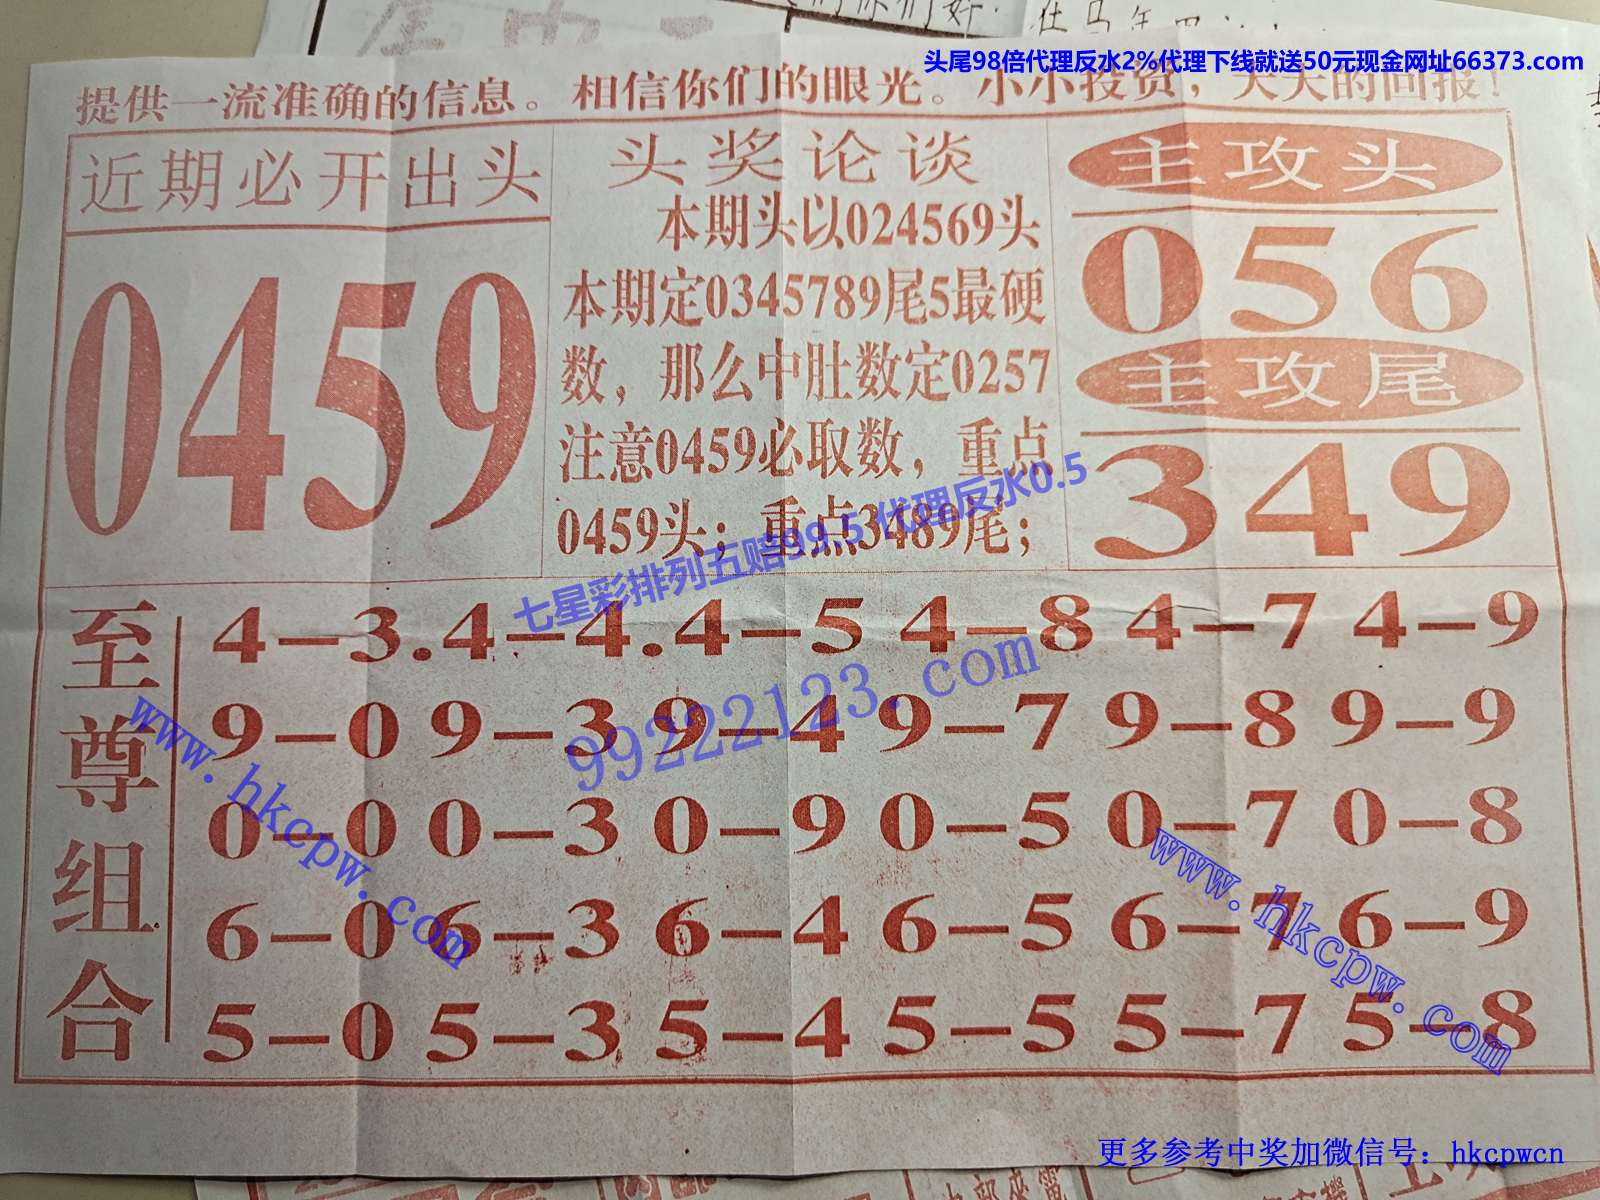 头尾98倍代理反水2%代理下线就送50元现金网址66373.com
提供一流准确的信息。相信你们的眼光。小小投资，天天的回报！
近期必开出头
0459
头奖论谈
本期头以024569头
本期定0345789尾5最硬
数，那么中肚数定0257
注意0459必取数，重点
0459头；重点3489尾；
主攻头
056
主攻尾
349
七星彩排列五赔99.5 代理反水0.5
99222123.com
至尊组合
4—3.4—4.4—5 4—8 4—7 4—9
9—0 9—3 9—4 9—7 9—8 9—9
0—0 0—3 0—9 0—5 0—7 0—8
6—0 6—3 6—4 6—5 6—7 6—9
5—0 5—3 5—4 5—5 5—7 5—8
www.hkcpw.com
www.hkcpw.com
更多参考中奖加微信号：hkcpwcn